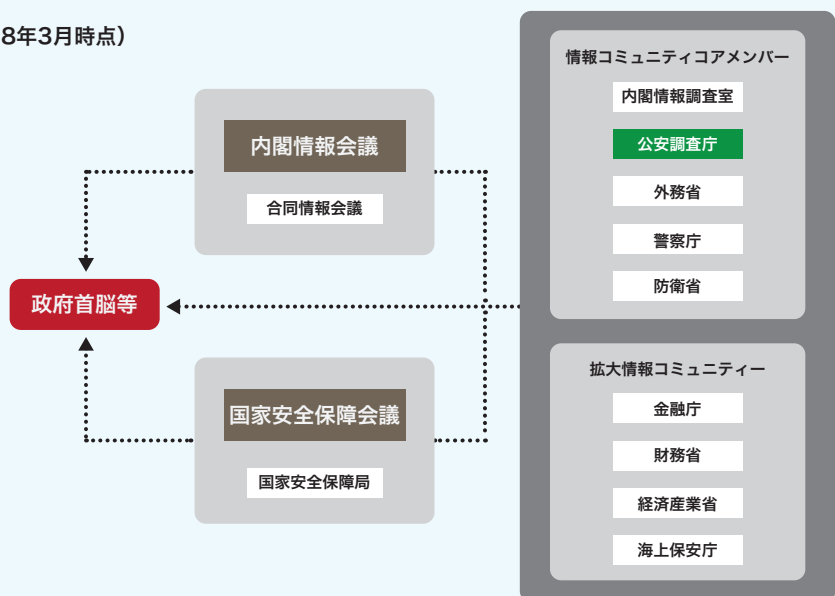 8年3月時点）
内閣情報会議
合同情報会議
政府首脳等
国家安全保障会議
国家安全保障局
情報コミュニティコアメンバー
内閣情報調査室
公安調査庁
外務省
警察庁
防衛省
拡大情報コミュニティー
金融庁
財務省
経済産業省
海上保安庁